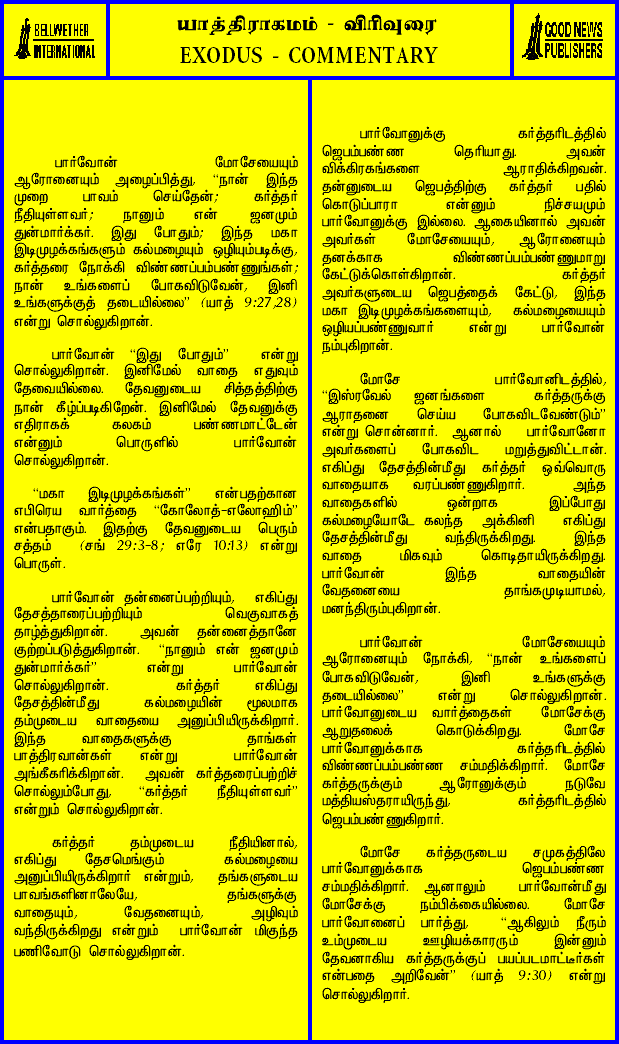 BELLWETHER
INTERNATIONAL
யாத்திராகமம் - விரிவுரை
EXODUS - COMMENTARY
GOOD NEWS
PUBLISHERS
பார்வோன் மோசேயையும்
ஆரோனையும் அழைப்பித்து, “நான் இந்த
முறை பாவம் செய்தேன்; கர்த்தர்
நீதியுள்ளவர்; நானும் என் ஜனமும்
துன்மார்க்கர். இது போதும்; இந்த மகா
இடிமுழக்கங்களும் கல்மழையும் ஒழியும்படிக்கு,
கர்த்தரை நோக்கி விண்ணப்பம்பண்ணுங்கள்;
நான் உங்களைப் போகவிடுவேன், இனி
உங்களுக்குத் தடையில்லை” (யாத் 9:27,28)
என்று சொல்லுகிறான்.
பார்வோன் “இது போதும்” என்று
சொல்லுகிறான். இனிமேல் வாதை எதுவும்
தேவையில்லை. தேவனுடைய சித்தத்திற்கு
நான் கீழ்ப்படிகிறேன். இனிமேல் தேவனுக்கு
எதிராகக் கலகம் பண்ணமாட்டேன்
என்னும் பொருளில் பார்வோன்
சொல்லுகிறான்.
“மகா இடிமுழக்கங்கள்” என்பதற்கான
எபிரெய வார்த்தை “கோலோத்-எலோஹிம்”
என்பதாகும். இதற்கு தேவனுடைய பெரும்
சத்தம் (சங் 29:3-8; எரே 10:13) என்று
பொருள்.
பார்வோன் தன்னைப்பற்றியும், எகிப்து
தேசத்தாரைப்பற்றியும் வெகுவாகத்
தாழ்த்துகிறான். அவன் தன்னைத்தானே
குற்றப்படுத்துகிறான். “நானும் என் ஜனமும்
துன்மார்க்கர்” என்று பார்வோன்
சொல்லுகிறான். கர்த்தர் எகிப்து
தேசத்தின்மீது கல்மழையின் மூலமாக
தம்முடைய வாதையை அனுப்பியிருக்கிறார்.
இந்த வாதைகளுக்கு தாங்கள்
பாத்திரவான்கள் என்று பார்வோன்
அங்கீகரிக்கிறான். அவன் கர்த்தரைப்பற்றிச்
சொல்லும்போது, “கர்த்தர் நீதியுள்ளவர்”
என்றும் சொல்லுகிறான்.
கர்த்தர் தம்முடைய நீதியினால்,
எகிப்து தேசமெங்கும் கல்மழையை
அனுப்பியிருக்கிறார் என்றும், தங்களுடைய
பாவங்களினாலேயே, தங்களுக்கு
வாதையும், வேதனையும், அழிவும்
வந்திருக்கிறது என்றும் பார்வோன் மிகுந்த
பணிவோடு சொல்லுகிறான்.
பார்வோனுக்கு கர்த்தரிடத்தில்
ஜெபம்பண்ண தெரியாது. அவன்
விக்கிரகங்களை ஆராதிக்கிறவன்.
தன்னுடைய ஜெபத்திற்கு கர்த்தர் பதில்
கொடுப்பாரா என்னும் நிச்சயமும்
பார்வோனுக்கு இல்லை. ஆகையினால் அவன்
அவர்கள் மோசேயையும், ஆரோனையும்
தனக்காக விண்ணப்பம்பண்ணுமாறு
கேட்டுக்கொள்கிறான். கர்த்தர்
அவர்களுடைய ஜெபத்தைக் கேட்டு, இந்த
மகா இடிமுழக்கங்களையும், கல்மழையையும்
ஒழியப்பண்ணுவார் என்று பார்வோன்
நம்புகிறான்.
மோசே பார்வோனிடத்தில்,
“இஸ்ரவேல் ஜனங்களை கர்த்தருக்கு
ஆராதனை செய்ய போகவிடவேண்டும்”
என்று சொன்னார். ஆனால் பார்வோனோ
அவர்களைப் போகவிட மறுத்துவிட்டான்.
எகிப்து தேசத்தின்மீது கர்த்தர் ஒவ்வொரு
வாதையாக வரப்பண்ணுகிறார். அந்த
வாதைகளில் ஒன்றாக இப்போது
கல்மழையோடே கலந்த அக்கினி எகிப்து
தேசத்தின்மீது வந்திருக்கிறது. இந்த
வாதை மிகவும் கொடிதாயிருக்கிறது.
பார்வோன் இந்த வாதையின்
வேதனையை தாங்கமுடியாமல்,
மனந்திரும்புகிறான்.
பார்வோன் மோசேயையும்
ஆரோனையும் நோக்கி, “நான் உங்களைப்
போகவிடுவேன், இனி உங்களுக்கு
தடையில்லை” என்று சொல்லுகிறான்.
பார்வோனுடைய வார்த்தைகள் மோசேக்கு
ஆறுதலைக் கொடுக்கிறது. மோசே
பார்வோனுக்காக கர்த்தரிடத்தில்
விண்ணப்பம்பண்ண சம்மதிக்கிறார். மோசே
கர்த்தருக்கும் ஆரோனுக்கும் நடுவே
மத்தியஸ்தராயிருந்து, கர்த்தரிடத்தில்
ஜெபம்பண்ணுகிறார்.
மோசே கர்த்தருடைய சமுகத்திலே
பார்வோனுக்காக ஜெபம்பண்ண
சம்மதிக்கிறார். ஆனாலும் பார்வோன்மீது
மோசேக்கு நம்பிக்கையில்லை. மோசே
பார்வோனைப் பார்த்து, “ஆகிலும் நீரும்
உம்முடைய ஊழியக்காரரும் இன்னும்
தேவனாகிய கர்த்தருக்குப் பயப்படமாட்டீர்கள்
என்பதை அறிவேன்” (யாத் 9:30) என்று
சொல்லுகிறார்.